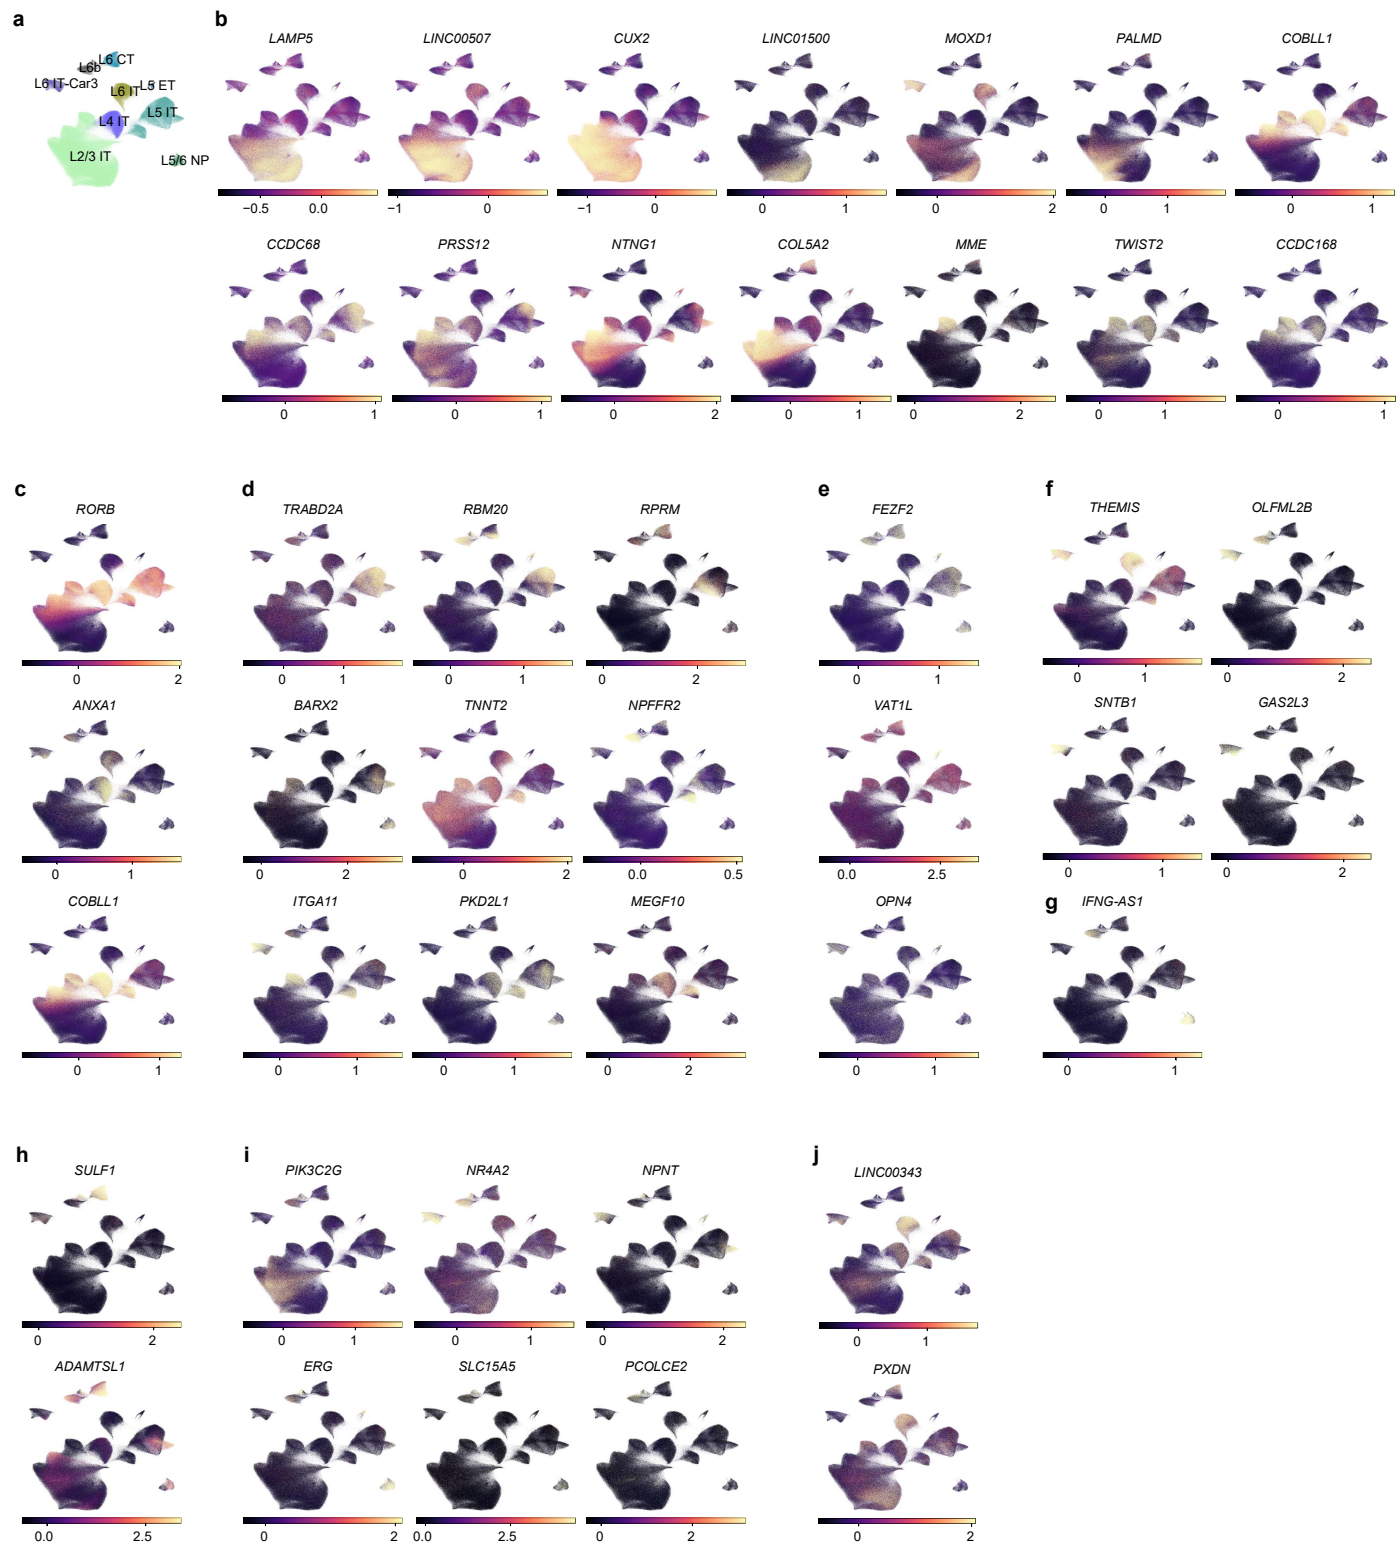 a
b
L6 CT
L6b
L6 IT-Car3
L6 IT
L5 ET
L5 IT
L4 IT
L2/3 IT
L5/6 NP
LAMP5 LINC00507 CUX2 LINC01500 MOXD1 PALMD COBLL1
−0.5 0.0 −1 0 −1 0 0 1 0 2 0 1 0 1
CCDC68 PRSS12 NTNG1 COL5A2 MME TWIST2 CCDC168
0 1 0 1 0 2 0 1 0 2 0 1 0 1
c d e f
RORB TRABD2A RBM20 RPRM FEZF2 THEMIS OLFML2B
0 2 0 1 0 1 0 2 0 1 0 1 0 2
ANXA1 BARX2 TNNT2 NPFFR2 VAT1L SNTB1 GAS2L3
0 1 0 2 0 2 0.0 0.5 0.0 2.5 0 1 0 2
g
COBLL1 ITGA11 PKD2L1 MEGF10 OPN4 IFNG-AS1
0 1 0 1 0 1 0 2 0 1 0 1
h i j
SULF1 PIK3C2G NR4A2 NPNT LINC00343
0 2 0 1 0 1 0 2 0 1
ADAMTSL1 ERG SLC15A5 PCOLCE2 PXDN
0.0 2.5 0 2 0.0 2.5 0 2 0 2